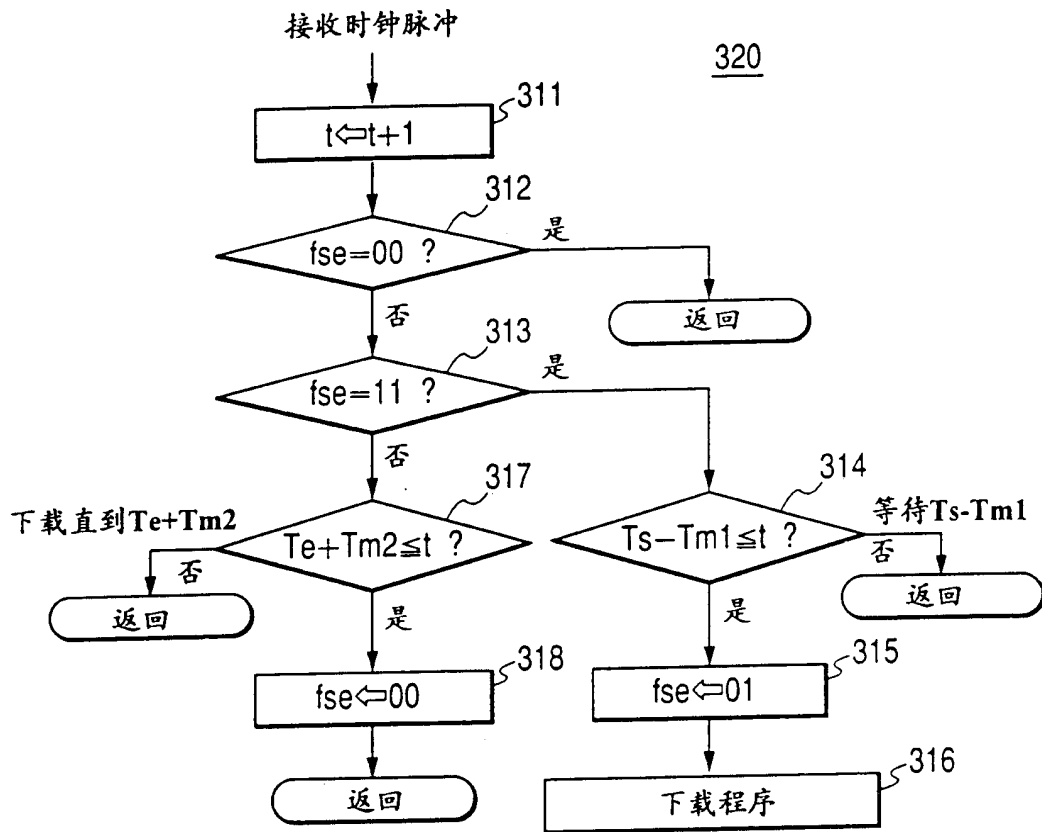 接收时钟脉冲
320
311
t⇦t+1
312
fse=00 ?
是
返回
否
313
fse=11 ?
是
否
317
314
下载直到Te+Tm2
Te+Tm2≦t ?
否
返回
Ts−Tm1≦t ?
等待Ts-Tm1
否
返回
是
是
318
fse⇦00
315
fse⇦01
返回
316
下载程序